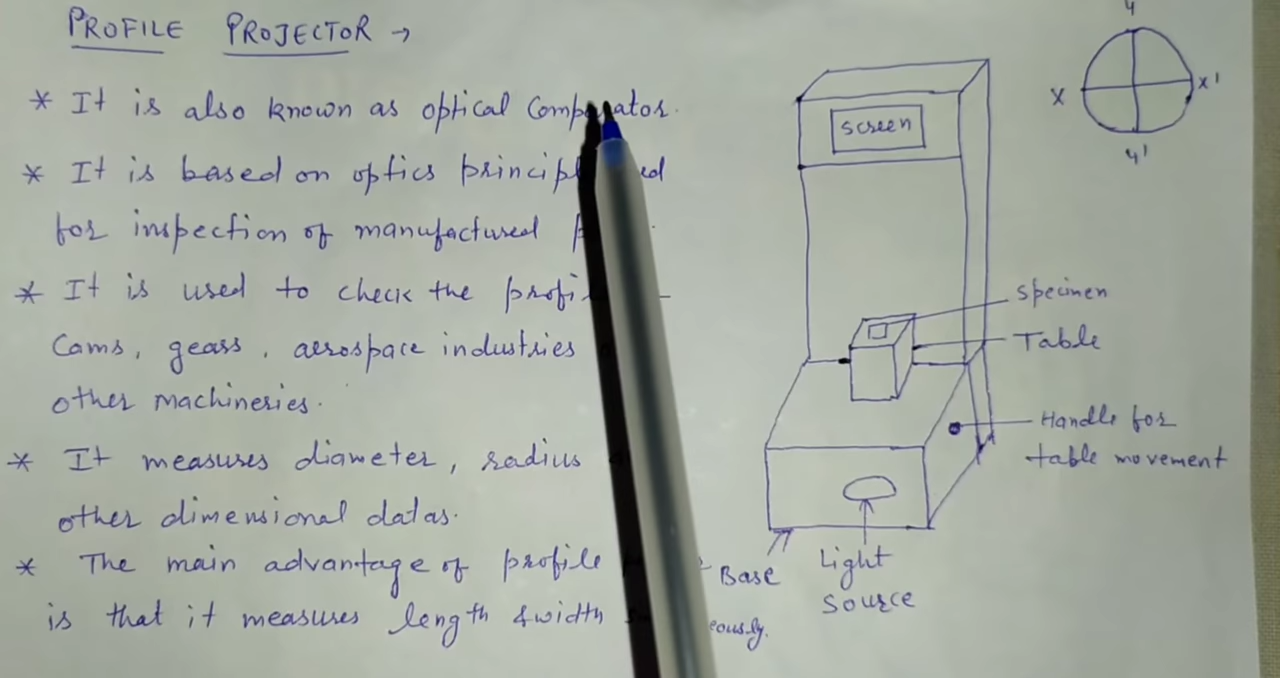 PROFILE PROJECTOR →
* It is also known as optical Comparator.
* It is based on optics
for inspection of manufactured
* It is used to check the
Cams, gears, aerospace industries
other machineries.
* It measures diameter, radius
other dimensional datas.
* The main advantage of profile
is that it measures length & width
screen
Specimen
Table
Handle for
table movement
Base
Light
Source
y
x
x'
y'